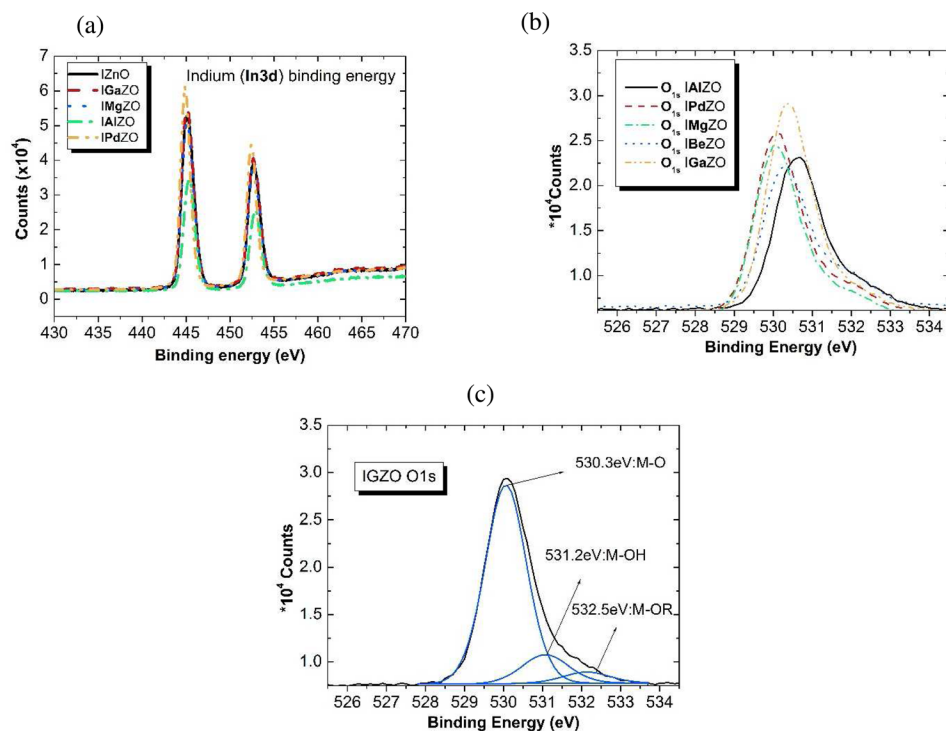 (a)
7
6
5
4
3
2
1
0
Counts (x10⁴)
IZnO
IGaZO
IMgZO
IAlZO
IPdZO
Indium (In3d) binding energy
430 435 440 445 450 455 460 465 470
Binding energy (eV)
(b)
3.5
3.0
2.5
2.0
1.5
1.0
*10⁴Counts
O₁ₛ IAlZO
O₁ₛ IPdZO
O₁ₛ IMgZO
O₁ₛ IBeZO
O₁ₛ IGaZO
526 527 528 529 530 531 532 533 534
Binding Energy (eV)
(c)
3.5
3.0
2.5
2.0
1.5
1.0
*10⁴ Counts
IGZO O1s
530.3eV:M-O
531.2eV:M-OH
532.5eV:M-OR
526 527 528 529 530 531 532 533 534
Binding Energy (eV)